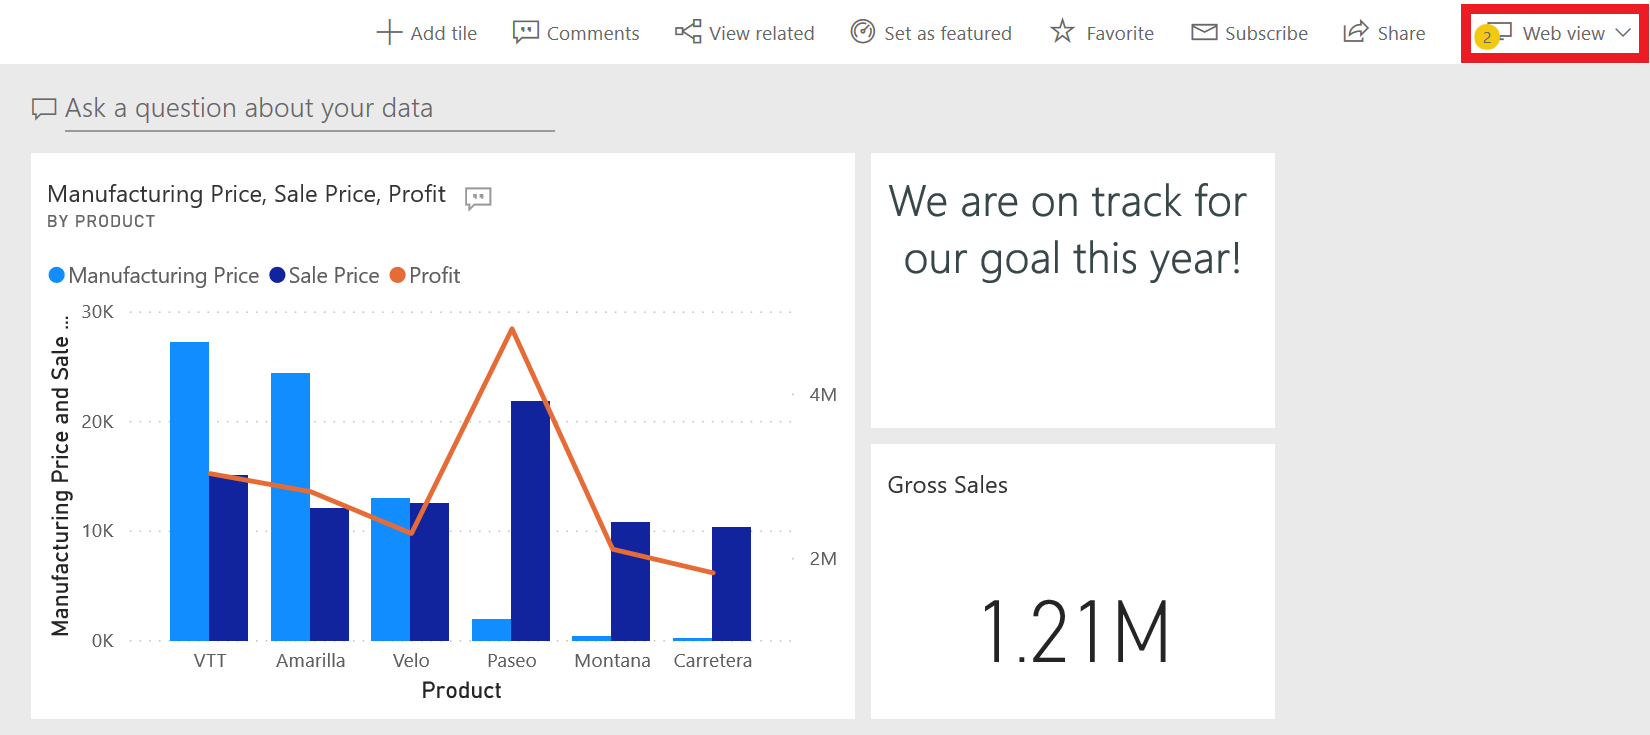 Add tile Comments View related Set as featured Favorite Subscribe Share 2 Web view
Ask a question about your data
Manufacturing Price, Sale Price, Profit
BY PRODUCT
Manufacturing Price Sale Price Profit
Manufacturing Price and Sale ...
30K
20K
10K
0K
4M
2M
VTT Amarilla Velo Paseo Montana Carretera
Product
We are on track for
our goal this year!
Gross Sales
1.21M